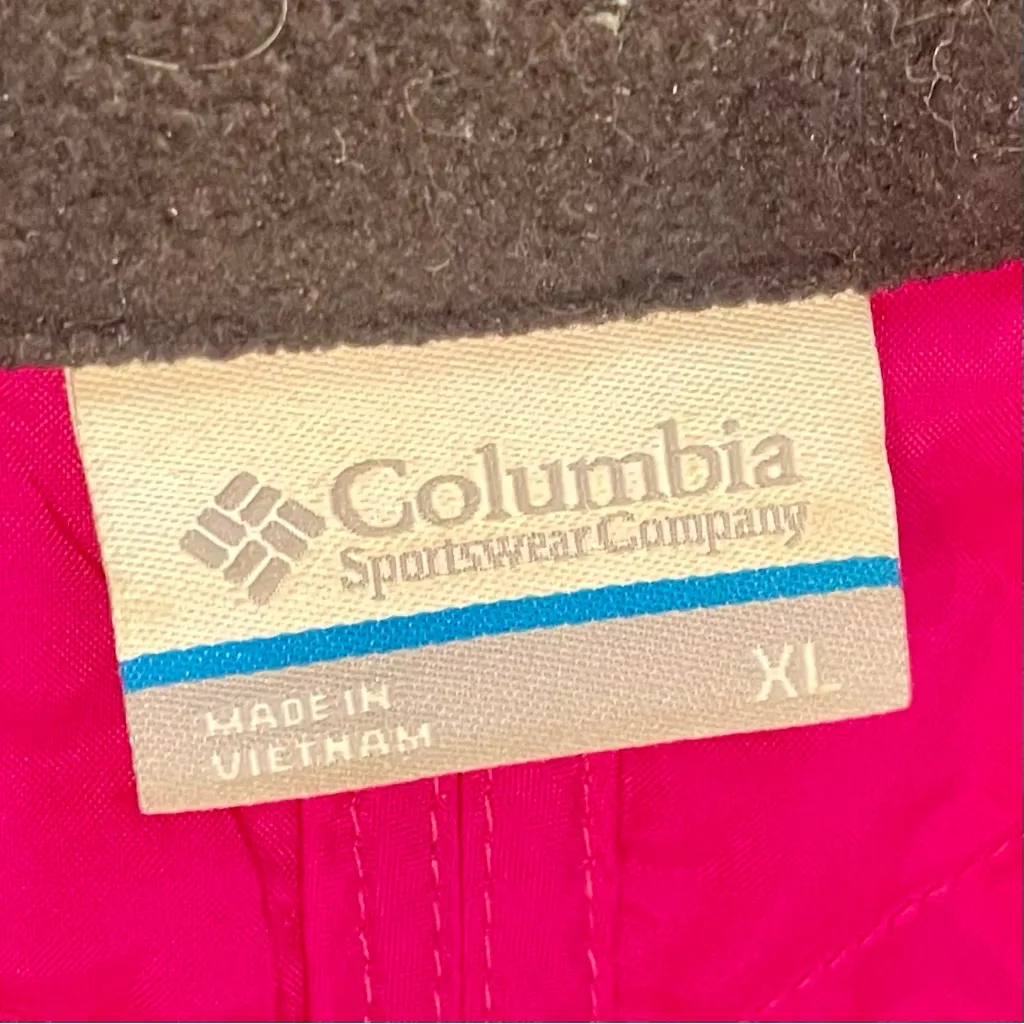 Columbia
Sportswear Company
XL
MADE IN
VIETNAM